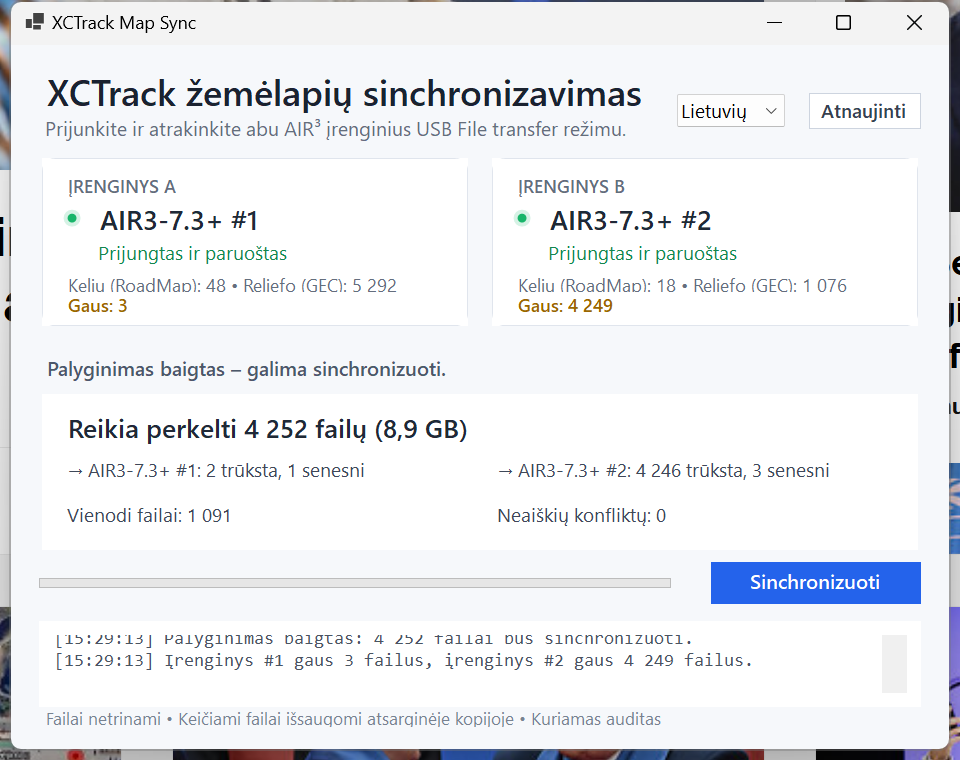 XCTrack Map Sync
XCTrack žemėlapių sinchronizavimas
Lietuvių
Atnaujinti
Prijunkite ir atrakinkite abu AIR³ įrenginius USB File transfer režimu.
ĮRENGINYS A
AIR3-7.3+ #1
Prijungtas ir paruoštas
Kelių (RoadMap): 48 • Reliefo (GEC): 5 292
Gaus: 3
ĮRENGINYS B
AIR3-7.3+ #2
Prijungtas ir paruoštas
Kelių (RoadMap): 18 • Reliefo (GEC): 1 076
Gaus: 4 249
Palyginimas baigtas – galima sinchronizuoti.
Reikia perkelti 4 252 failų (8,9 GB)
→ AIR3-7.3+ #1: 2 trūksta, 1 senesni
→ AIR3-7.3+ #2: 4 246 trūksta, 3 senesni
Vienodi failai: 1 091
Neaiškių konfliktų: 0
Sinchronizuoti
[15:29:13] Palyginimas baigtas: 4 252 failai bus sinchronizuoti.
[15:29:13] Įrenginys #1 gaus 3 failus, įrenginys #2 gaus 4 249 failus.
Failai netrinami • Keičiami failai išsaugomi atsarginėje kopijoje • Kuriamas auditas